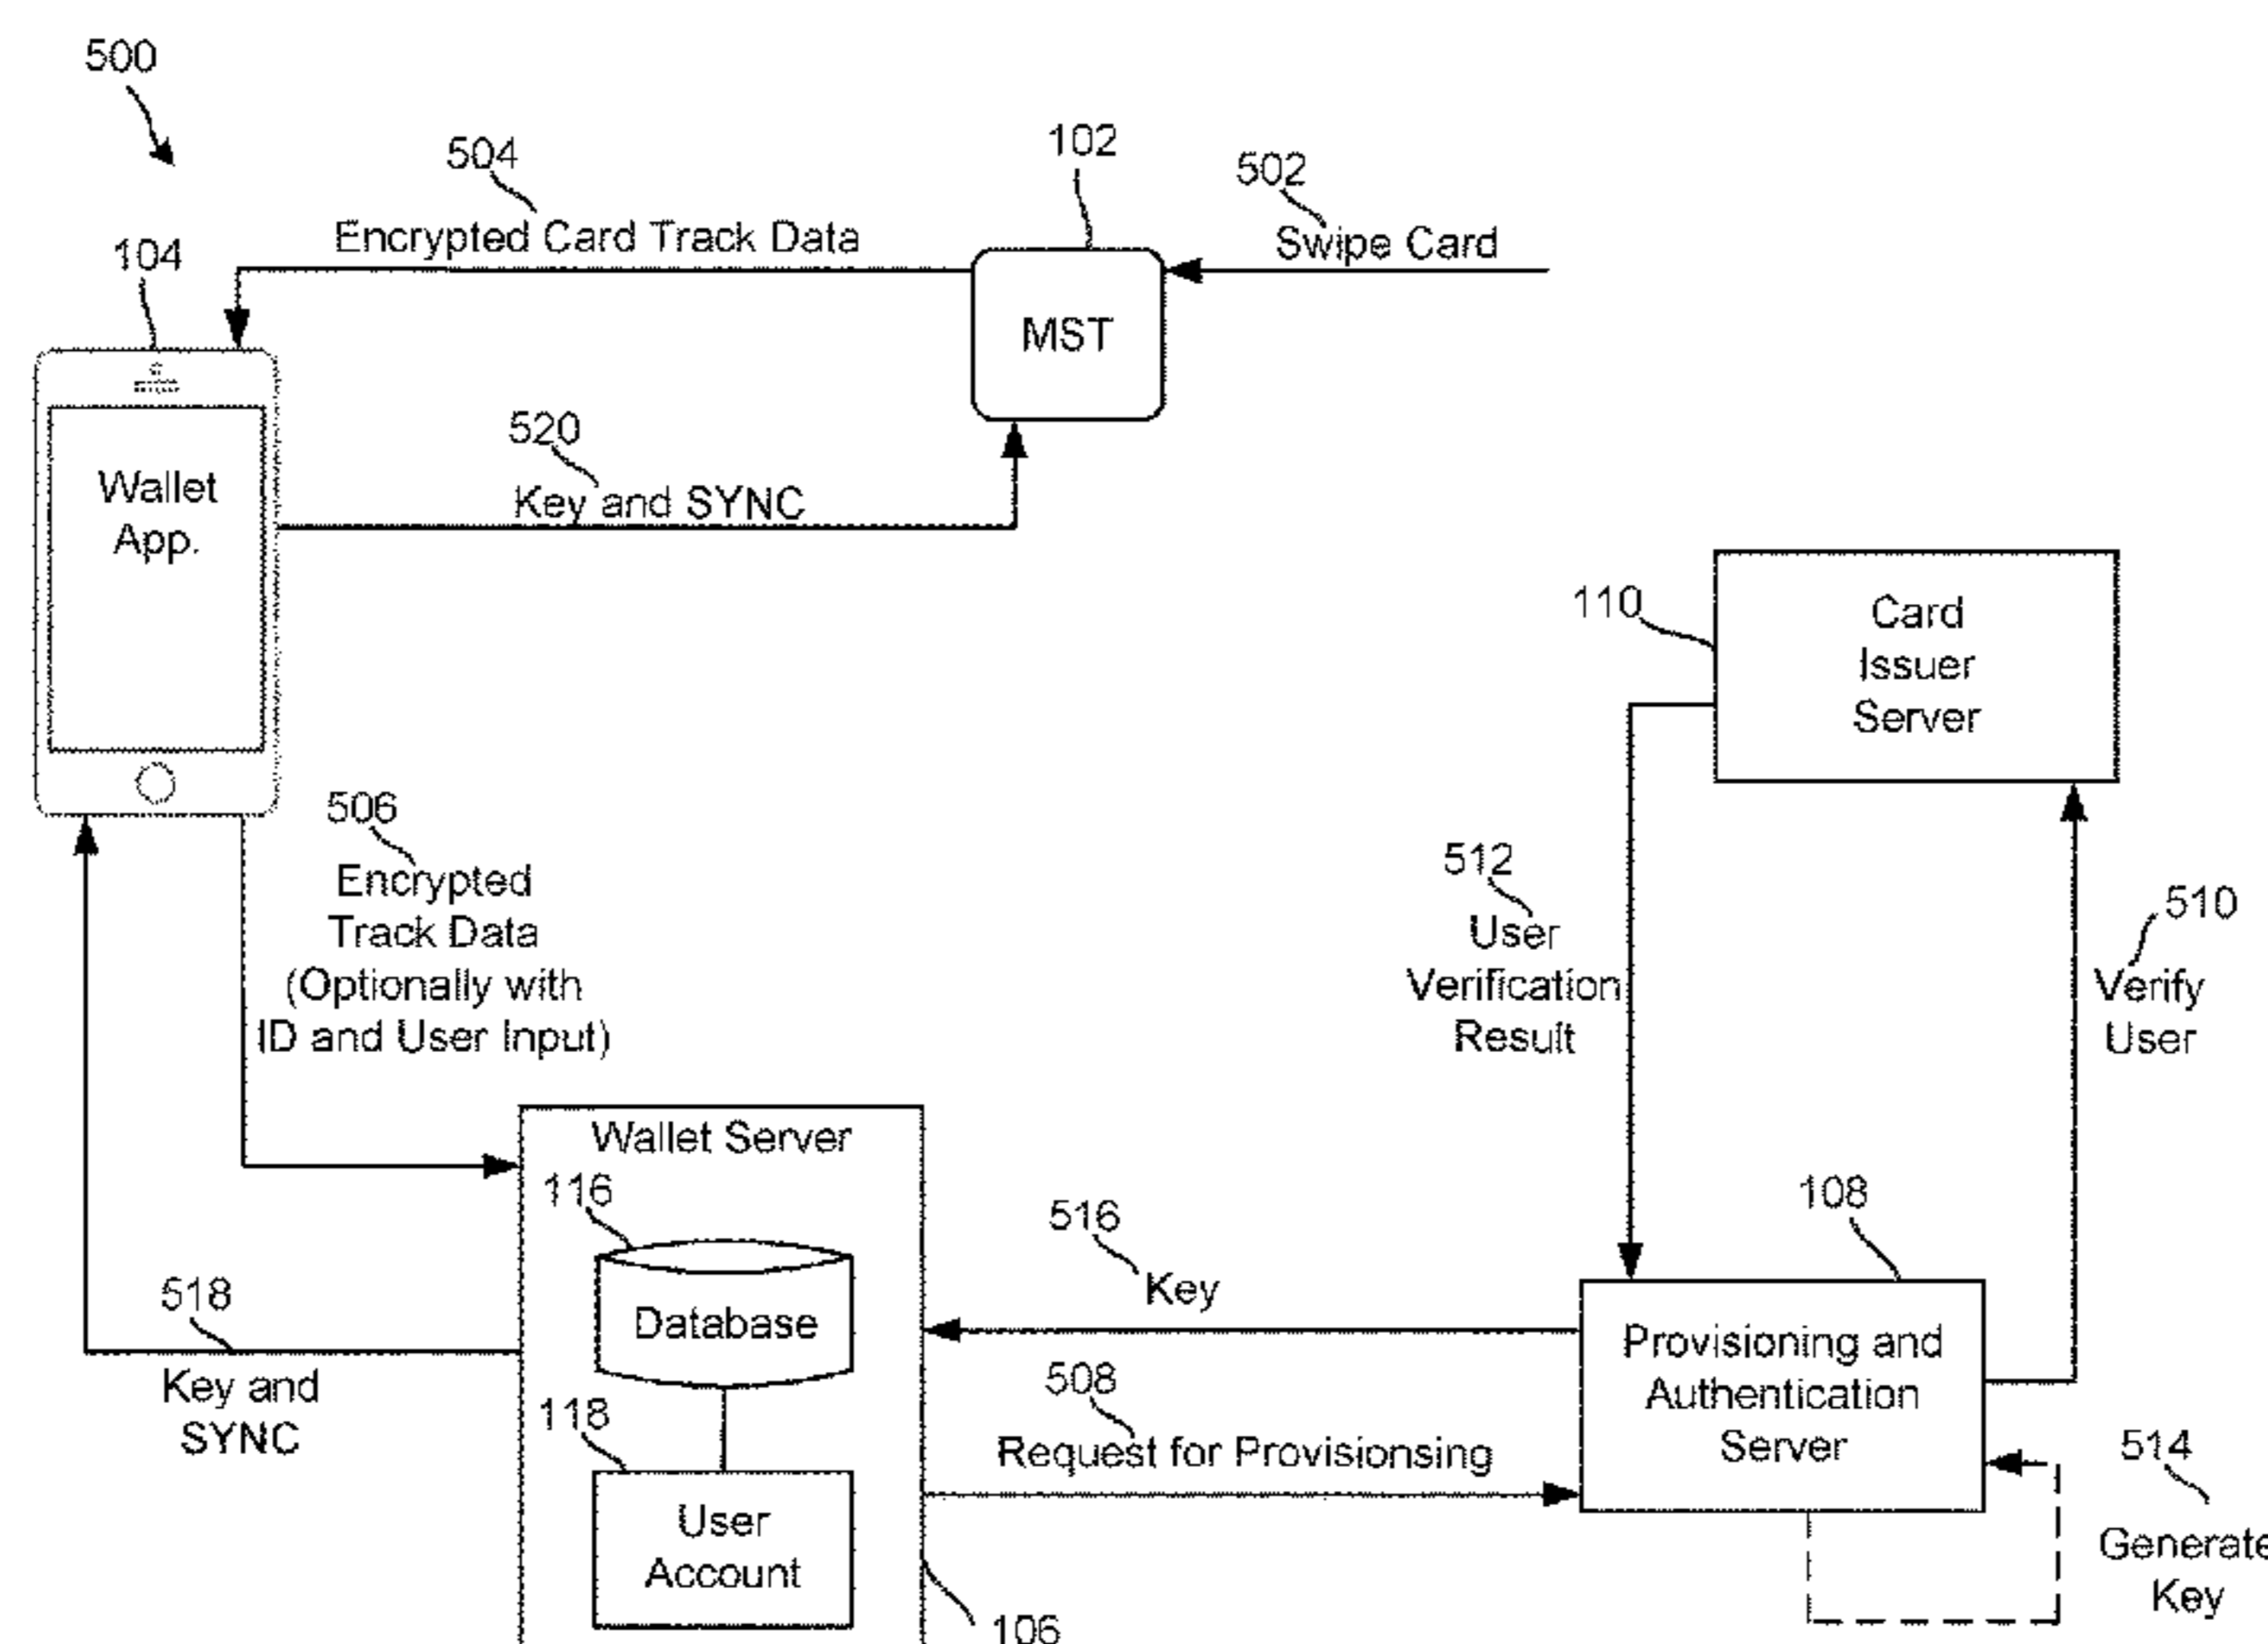 500
504
102
502
Encrypted Card Track Data
Swipe Card
104
MST
520
Key and SYNC
Wallet
App.
110
Card
Issuer
Server
506
Encrypted
Track Data
(Optionally with
ID and User Input)
512
User
Verification
Result
510
Verify
User
Wallet Server
116
Database
118
User
Account
106
518
Key and
SYNC
516
Key
508
Request for Provisionsing
108
Provisioning and
Authentication
Server
514
Generate
Key